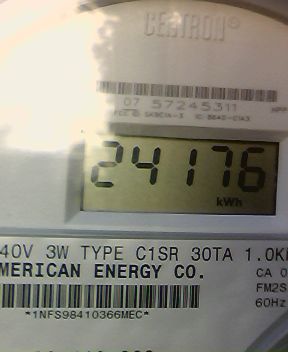 CENTRON®
07 57245311
24176
kWh
40V 3W TYPE C1SR 30TA 1.0K
MERICAN ENERGY CO.
CA 0
FM2S
60Hz
*1NFS98410366MEC*